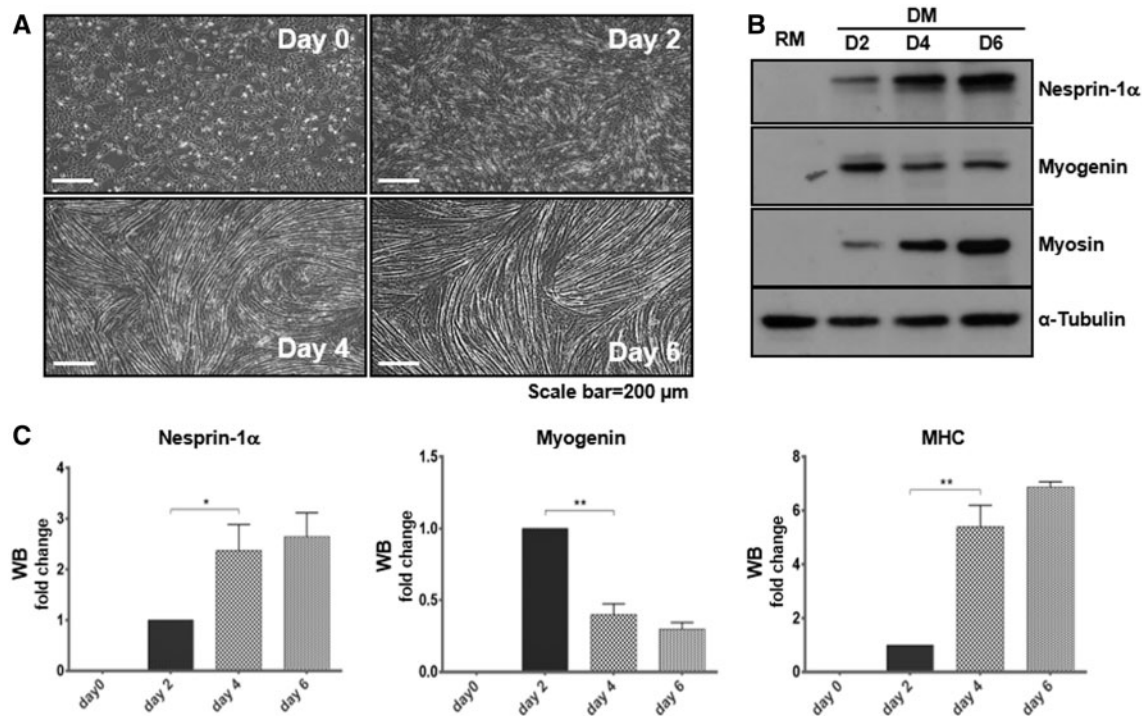 A
Day 0
Day 2
Day 4
Day 6
Scale bar=200 µm
B
DM
RM
D2 D4 D6
Nesprin-1α
Myogenin
Myosin
α-Tubulin
C
Nesprin-1α
WB
fold change
4
3
2
1
0
*
day0
day 2
day 4
day 6
Myogenin
WB
fold change
1.5
1.0
0.5
0.0
**
day0
day 2
day 4
day 6
MHC
WB
fold change
8
6
4
2
0
**
day 0
day 2
day 4
day 6